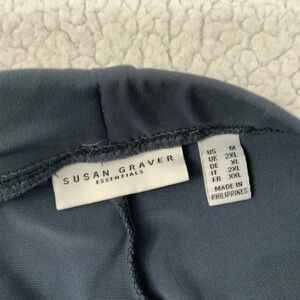 SUSAN GRAVER
ESSENTIALS
US 1X
UK 2XL
DE XL
IT 2XL
FR XXL
MADE IN
PHILIPPINES